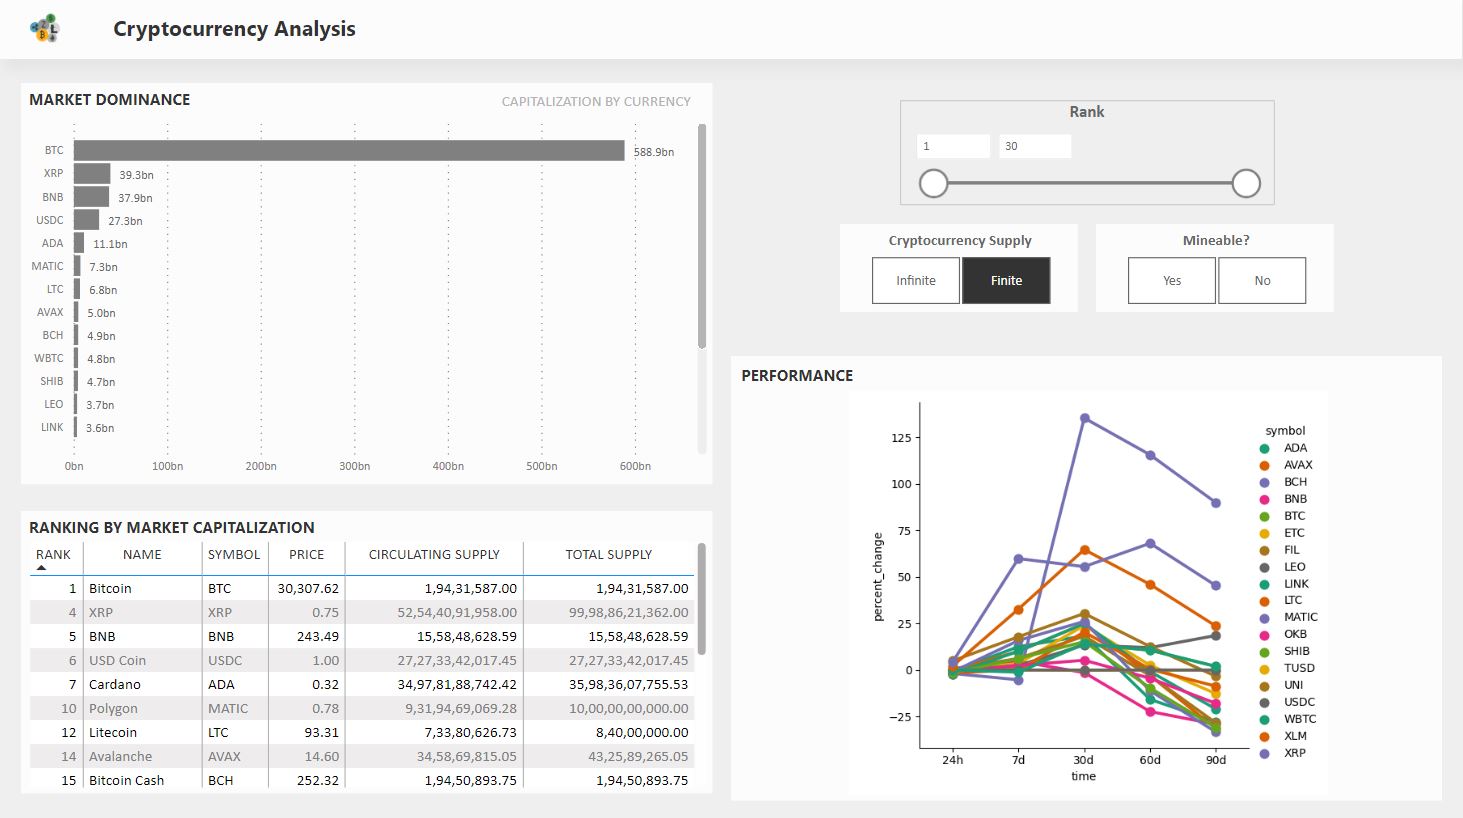 Cryptocurrency Analysis
MARKET DOMINANCE
CAPITALIZATION BY CURRENCY
BTC 588.9bn
XRP 39.3bn
BNB 37.9bn
USDC 27.3bn
ADA 11.1bn
MATIC 7.3bn
LTC 6.8bn
AVAX 5.0bn
BCH 4.9bn
WBTC 4.8bn
SHIB 4.7bn
LEO 3.7bn
LINK 3.6bn
0bn 100bn 200bn 300bn 400bn 500bn 600bn
Rank
1 30
Cryptocurrency Supply
Infinite Finite
Mineable?
Yes No
RANKING BY MARKET CAPITALIZATION
RANK NAME SYMBOL PRICE CIRCULATING SUPPLY TOTAL SUPPLY
1 Bitcoin BTC 30,307.62 1,94,31,587.00 1,94,31,587.00
4 XRP XRP 0.75 52,54,40,91,958.00 99,98,86,21,362.00
5 BNB BNB 243.49 15,58,48,628.59 15,58,48,628.59
6 USD Coin USDC 1.00 27,27,33,42,017.45 27,27,33,42,017.45
7 Cardano ADA 0.32 34,97,81,88,742.42 35,98,36,07,755.53
10 Polygon MATIC 0.78 9,31,94,69,069.28 10,00,00,00,000.00
12 Litecoin LTC 93.31 7,33,80,626.73 8,40,00,000.00
14 Avalanche AVAX 14.60 34,58,69,815.05 43,25,89,265.05
15 Bitcoin Cash BCH 252.32 1,94,50,893.75 1,94,50,893.75
PERFORMANCE
percent_change
125
100
75
50
25
0
−25
24h 7d 30d 60d 90d
time
symbol
ADA
AVAX
BCH
BNB
BTC
ETC
FIL
LEO
LINK
LTC
MATIC
OKB
SHIB
TUSD
UNI
USDC
WBTC
XLM
XRP